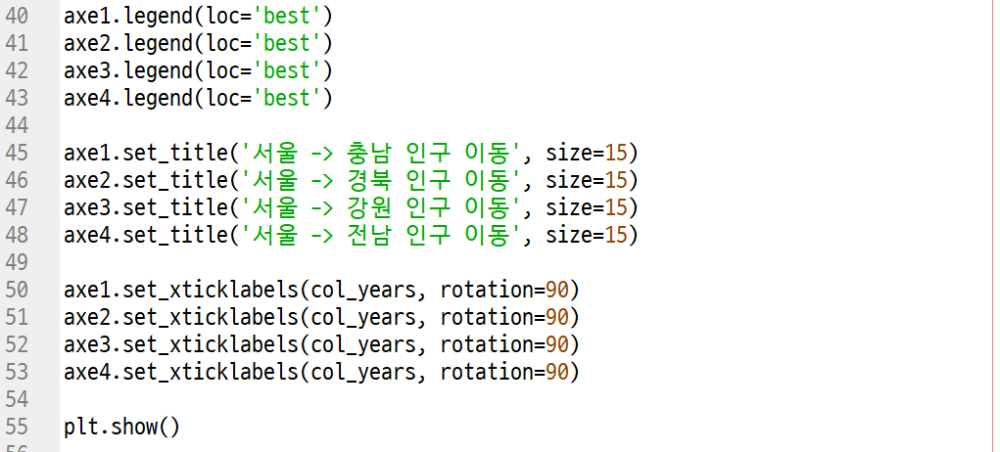 40 axe1.legend(loc='best')
41 axe2.legend(loc='best')
42 axe3.legend(loc='best')
43 axe4.legend(loc='best')
44
45 axe1.set_title('서울 -> 충남 인구 이동', size=15)
46 axe2.set_title('서울 -> 경북 인구 이동', size=15)
47 axe3.set_title('서울 -> 강원 인구 이동', size=15)
48 axe4.set_title('서울 -> 전남 인구 이동', size=15)
49
50 axe1.set_xticklabels(col_years, rotation=90)
51 axe2.set_xticklabels(col_years, rotation=90)
52 axe3.set_xticklabels(col_years, rotation=90)
53 axe4.set_xticklabels(col_years, rotation=90)
54
55 plt.show()